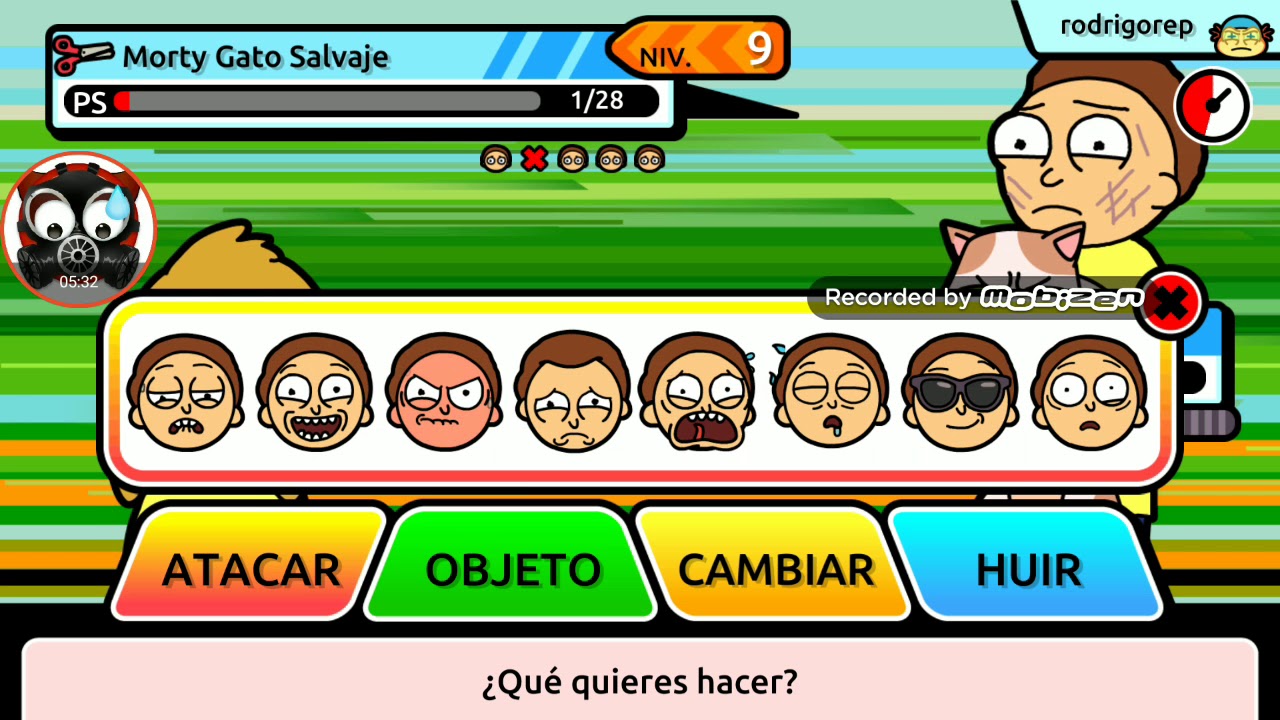 Morty Gato Salvaje
NIV. 9
rodrigorep
PS 1/28
05:32
Recorded by mobizen
ATACAR
OBJETO
CAMBIAR
HUIR
¿Qué quieres hacer?